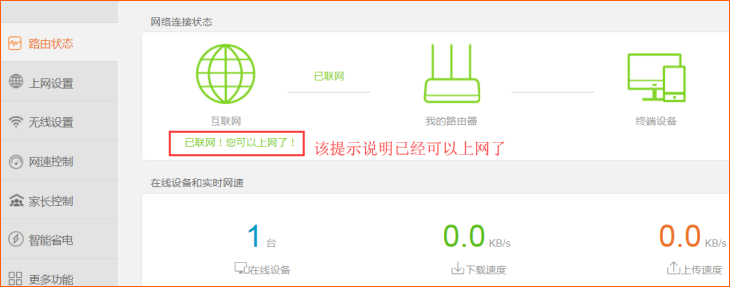 路由状态
上网设置
无线设置
网速控制
家长控制
智能省电
更多功能
网络连接状态
已联网
互联网
我的路由器
终端设备
已联网！您可以上网了！
该提示说明已经可以上网了
在线设备和实时网速
1 台
0.0 KB/s
0.0 KB/s
在线设备
下载速度
上传速度